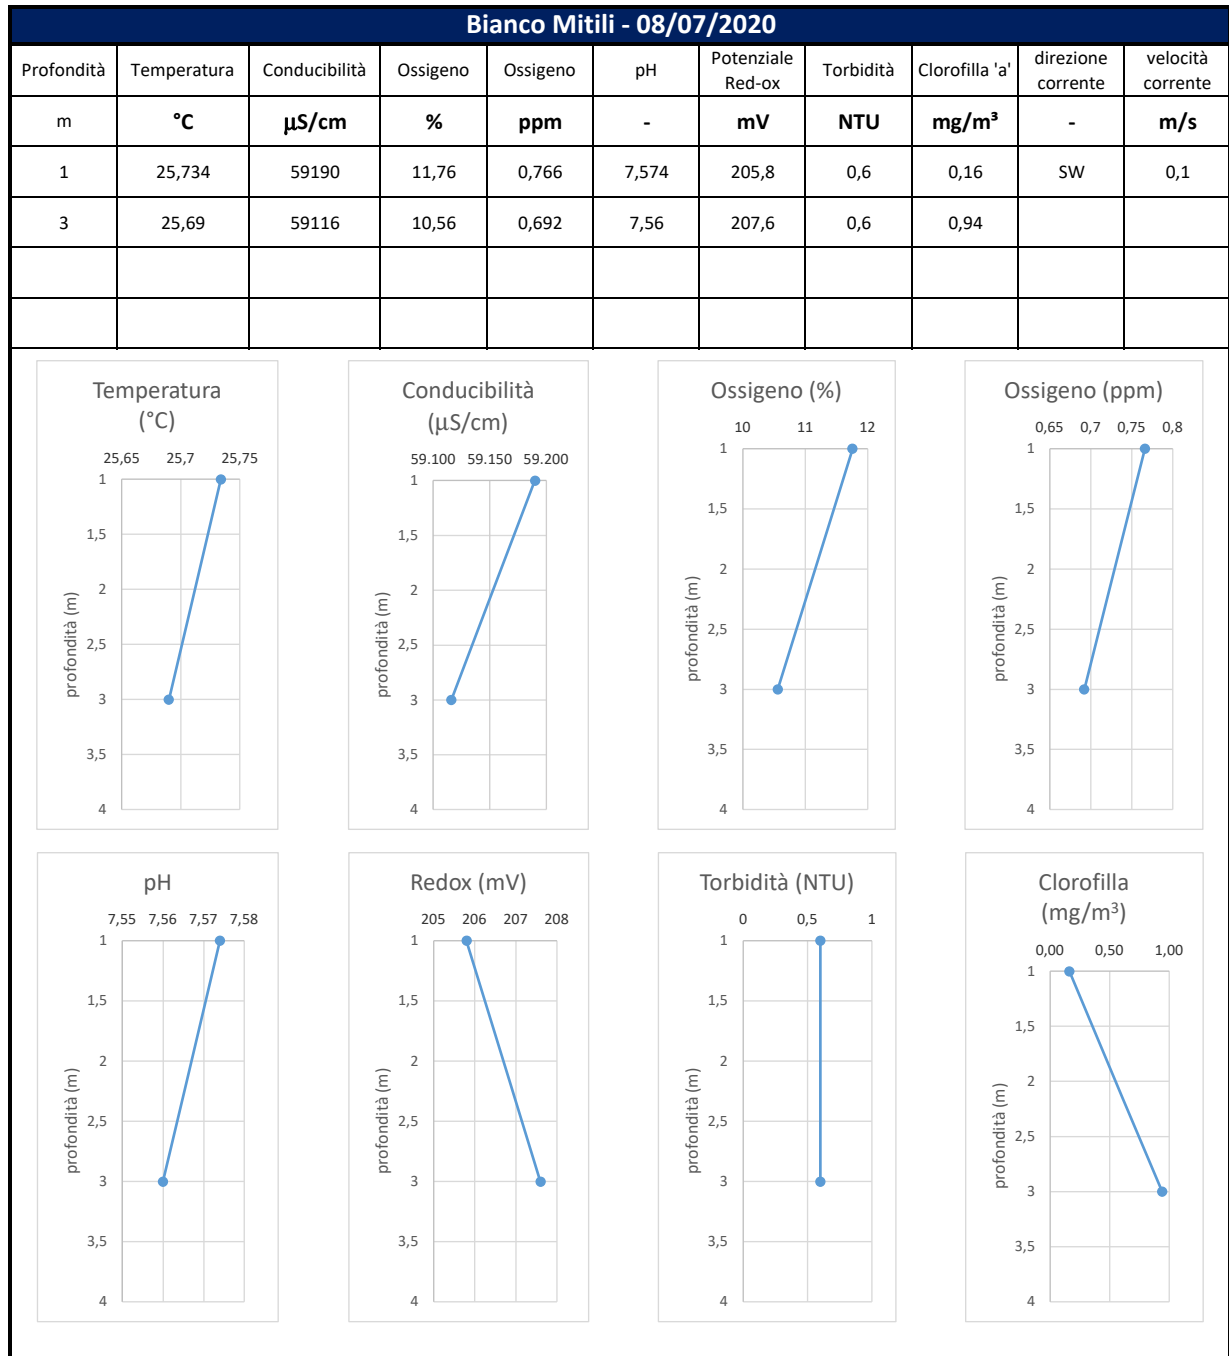 Bianco Mitili - 08/07/2020
Profondità Temperatura Conducibilità Ossigeno Ossigeno pH Potenziale Red-ox Torbidità Clorofilla 'a' direzione corrente velocità corrente
m °C µS/cm % ppm - mV NTU mg/m³ - m/s
1 25,734 59190 11,76 0,766 7,574 205,8 0,6 0,16 SW 0,1
3 25,69 59116 10,56 0,692 7,56 207,6 0,6 0,94
Temperatura
(°C)
25,65 25,7 25,75
1
1,5
2
2,5
3
3,5
4
profondità (m)
Conducibilità
(µS/cm)
59.100 59.150 59.200
1
1,5
2
2,5
3
3,5
4
profondità (m)
Ossigeno (%)
10 11 12
1
1,5
2
2,5
3
3,5
4
profondità (m)
Ossigeno (ppm)
0,65 0,7 0,75 0,8
1
1,5
2
2,5
3
3,5
4
profondità (m)
pH
7,55 7,56 7,57 7,58
1
1,5
2
2,5
3
3,5
4
profondità (m)
Redox (mV)
205 206 207 208
1
1,5
2
2,5
3
3,5
4
profondità (m)
Torbidità (NTU)
0 0,5 1
1
1,5
2
2,5
3
3,5
4
profondità (m)
Clorofilla
(mg/m³)
0,00 0,50 1,00
1
1,5
2
2,5
3
3,5
4
profondità (m)